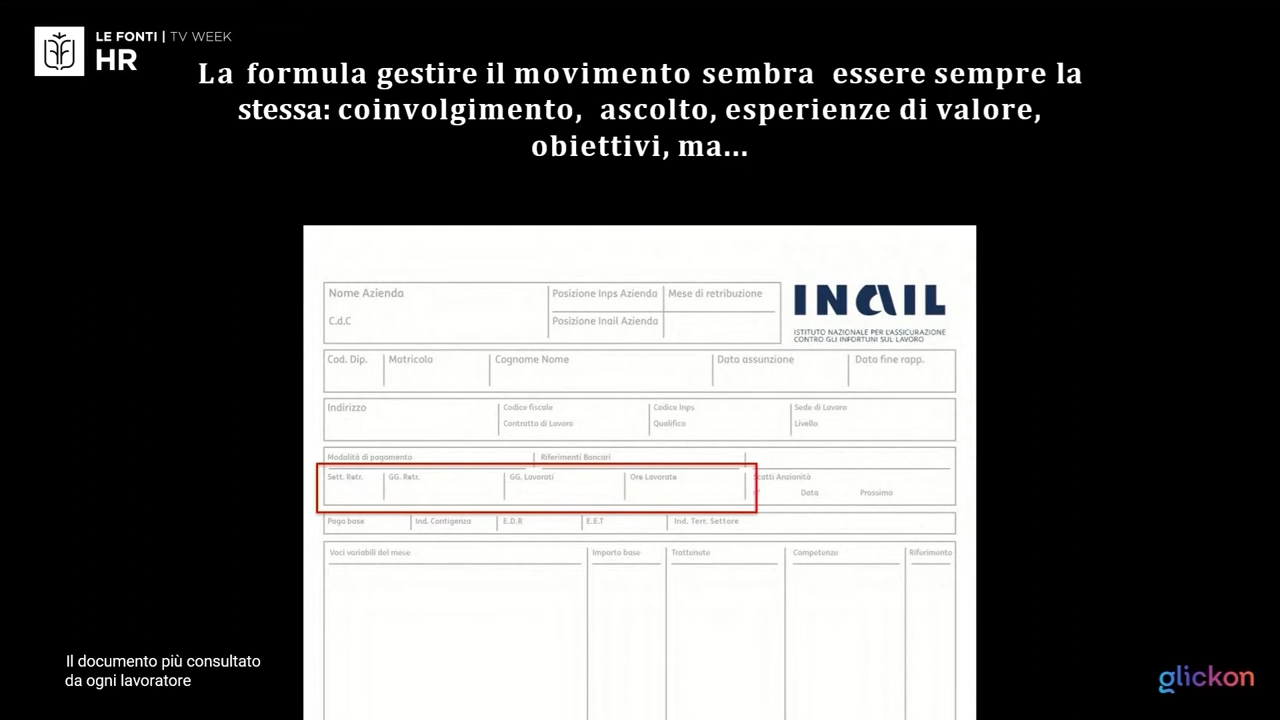 LE FONTI | TV WEEK
HR
La formula gestire il movimento sembra essere sempre la
stessa: coinvolgimento, ascolto, esperienze di valore,
obiettivi, ma...
INAIL
ISTITUTO NAZIONALE PER L'ASSICURAZIONE
CONTRO GLI INFORTUNI SUL LAVORO
Nome Azienda
Posizione Inps Azienda
Mese di retribuzione
C.d.C
Posizione Inail Azienda
Cod. Dip.
Matricola
Cognome Nome
Data assunzione
Data fine rapp.
Indirizzo
Codice fiscale
Codice Inps
Sede di Lavoro
Contratto di Lavoro
Qualifica
Livello
Modalità di pagamento
Riferimenti Bancari
Sett. Retr.
GG. Retr.
GG. Lavorati
Ore Lavorate
Scatti Anzionità
Data
Prossimo
Paga base
Ind. Contigenza
E.D.R
E.E.T
Ind. Terr. Settore
Voci variabili del mese
Importo base
Trattenute
Competenze
Riferimento
Il documento più consultato
da ogni lavoratore
glickon